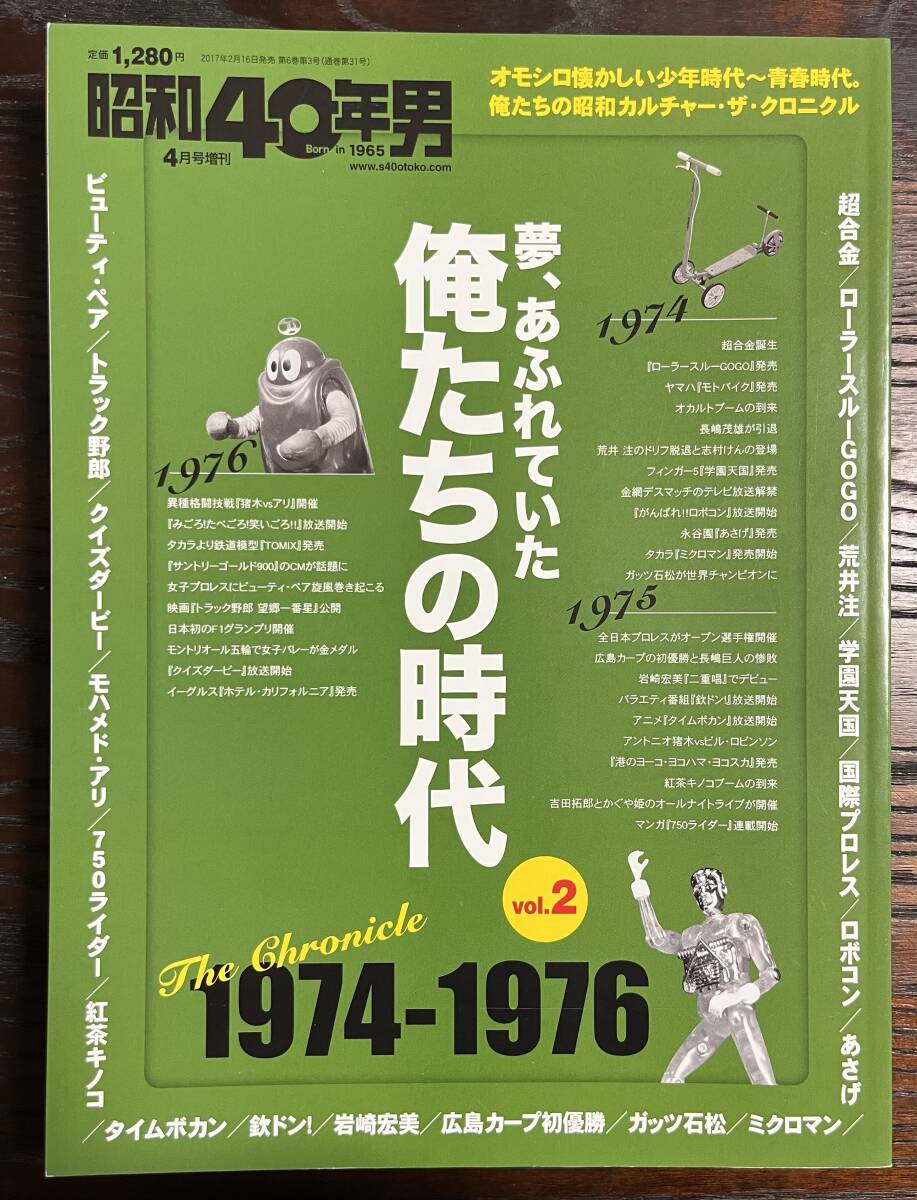 定価1,280円
2017年2月16日発売 第6巻第3号(通巻第31号)
昭和40年男
Born in 1965
4月号増刊
www.s40otoko.com
オモシロ懐かしい少年時代〜青春時代。
俺たちの昭和カルチャー・ザ・クロニクル
夢、あふれていた
俺たちの時代
1974
超合金誕生
『ローラースルーGOGO』発売
ヤマハ『モトバイク』発売
オカルトブームの到来
長嶋茂雄が引退
荒井 注のドリフ脱退と志村けんの登場
フィンガー5『学園天国』発売
金網デスマッチのテレビ放送解禁
『がんばれ!!ロボコン』放送開始
永谷園『あさげ』発売
タカラ『ミクロマン』発売開始
ガッツ石松が世界チャンピオンに
1975
全日本プロレスがオープン選手権開催
広島カープの初優勝と長嶋巨人の惨敗
岩崎宏美『二重唱』でデビュー
バラエティ番組『欽ドン!』放送開始
アニメ『タイムボカン』放送開始
アントニオ猪木vsビル・ロビンソン
『港のヨーコ・ヨコハマ・ヨコスカ』発売
紅茶キノコブームの到来
吉田拓郎とかぐや姫のオールナイトライブが開催
マンガ『750ライダー』連載開始
1976
異種格闘技戦『猪木vsアリ』開催
『みごろ!たべごろ!笑いごろ!!』放送開始
タカラより鉄道模型『TOMIX』発売
『サントリーゴールド900』のCMが話題に
女子プロレスにビューティ・ペア旋風巻き起こる
映画『トラック野郎 望郷一番星』公開
日本初のF1グランプリ開催
モントリオール五輪で女子バレーが金メダル
『クイズダービー』放送開始
イーグルス『ホテル・カリフォルニア』発売
vol.2
The Chronicle
1974-1976
超合金/ローラースルーGOGO/荒井注/学園天国/国際プロレス/ロボコン/あさげ
/タイムボカン/欽ドン!/岩崎宏美/広島カープ初優勝/ガッツ石松/ミクロマン/
ビューティ・ペア/トラック野郎/クイズダービー/モハメド・アリ/750ライダー/紅茶キノコ